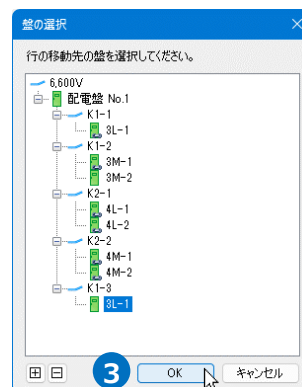 盤の選択
行の移動先の盤を選択してください。
6,600V
配電盤 No.1
K1-1
3L-1
K1-2
3M-1
3M-2
K2-1
4L-1
4L-2
K2-2
4M-1
4M-2
K1-3
3L-1
3 OK キャンセル